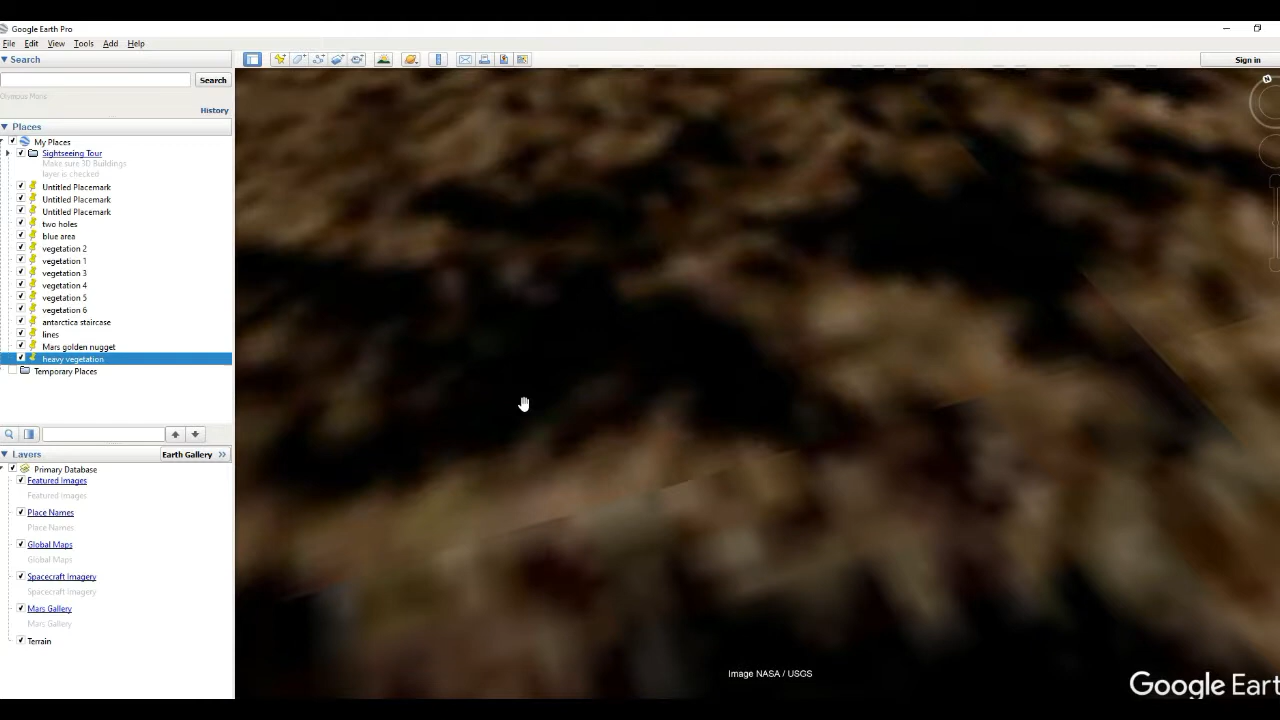 Google Earth Pro
File Edit View Tools Add Help
Search
Sign in
Search
Olympus Mons
History
Places
My Places
Sightseeing Tour
Make sure 3D Buildings
layer is checked
Untitled Placemark
Untitled Placemark
Untitled Placemark
two holes
blue area
vegetation 2
vegetation 1
vegetation 3
vegetation 4
vegetation 5
vegetation 6
antarctica staircase
lines
Mars golden nugget
heavy vegetation
Temporary Places
Layers
Earth Gallery >>
Primary Database
Featured Images
Featured Images
Place Names
Place Names
Global Maps
Global Maps
Spacecraft Imagery
Spacecraft Imagery
Mars Gallery
Mars Gallery
Terrain
N
Image NASA / USGS
Google Eart